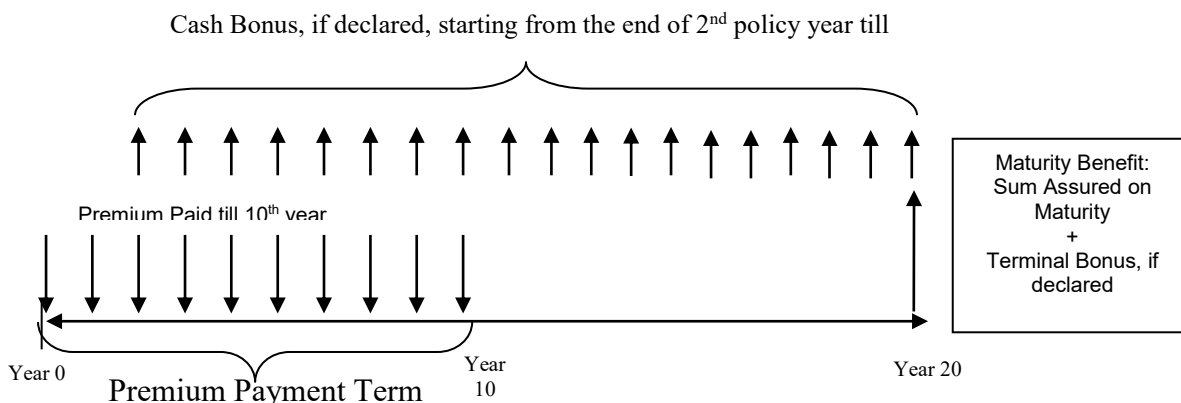 Cash Bonus, if declared, starting from the end of 2nd policy year till
Maturity Benefit:
Sum Assured on
Maturity
+
Terminal Bonus, if
declared
Premium Paid till 10th year
Year 0
Premium Payment Term
Year
10
Year 20